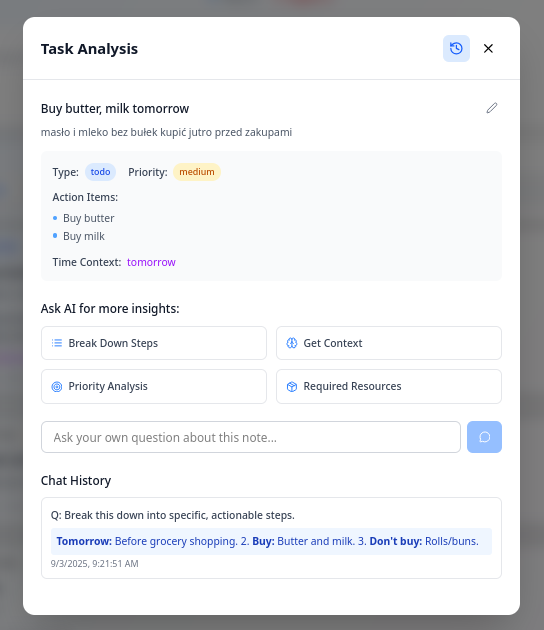 Task Analysis
Buy butter, milk tomorrow
masło i mleko bez bułek kupić jutro przed zakupami
Type: todo Priority: medium
Action Items:
Buy butter
Buy milk
Time Context: tomorrow
Ask AI for more insights:
Break Down Steps
Get Context
Priority Analysis
Required Resources
Ask your own question about this note...
Chat History
Q: Break this down into specific, actionable steps.
Tomorrow: Before grocery shopping. 2. Buy: Butter and milk. 3. Don't buy: Rolls/buns.
9/3/2025, 9:21:51 AM